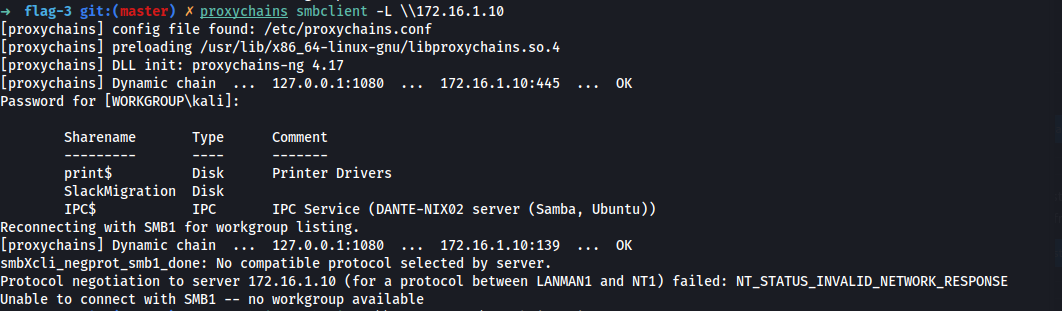 → flag-3 git:(master) ✗ proxychains smbclient -L \\172.16.1.10
[proxychains] config file found: /etc/proxychains.conf
[proxychains] preloading /usr/lib/x86_64-linux-gnu/libproxychains.so.4
[proxychains] DLL init: proxychains-ng 4.17
[proxychains] Dynamic chain  ...  127.0.0.1:1080  ...  172.16.1.10:445  ...  OK
Password for [WORKGROUP\kali]:
Sharename       Type      Comment
---------       ----      -------
print$          Disk      Printer Drivers
SlackMigration  Disk
IPC$            IPC       IPC Service (DANTE-NIX02 server (Samba, Ubuntu))
Reconnecting with SMB1 for workgroup listing.
[proxychains] Dynamic chain  ...  127.0.0.1:1080  ...  172.16.1.10:139  ...  OK
smbXcli_negprot_smb1_done: No compatible protocol selected by server.
Protocol negotiation to server 172.16.1.10 (for a protocol between LANMAN1 and NT1) failed: NT_STATUS_INVALID_NETWORK_RESPONSE
Unable to connect with SMB1 -- no workgroup available